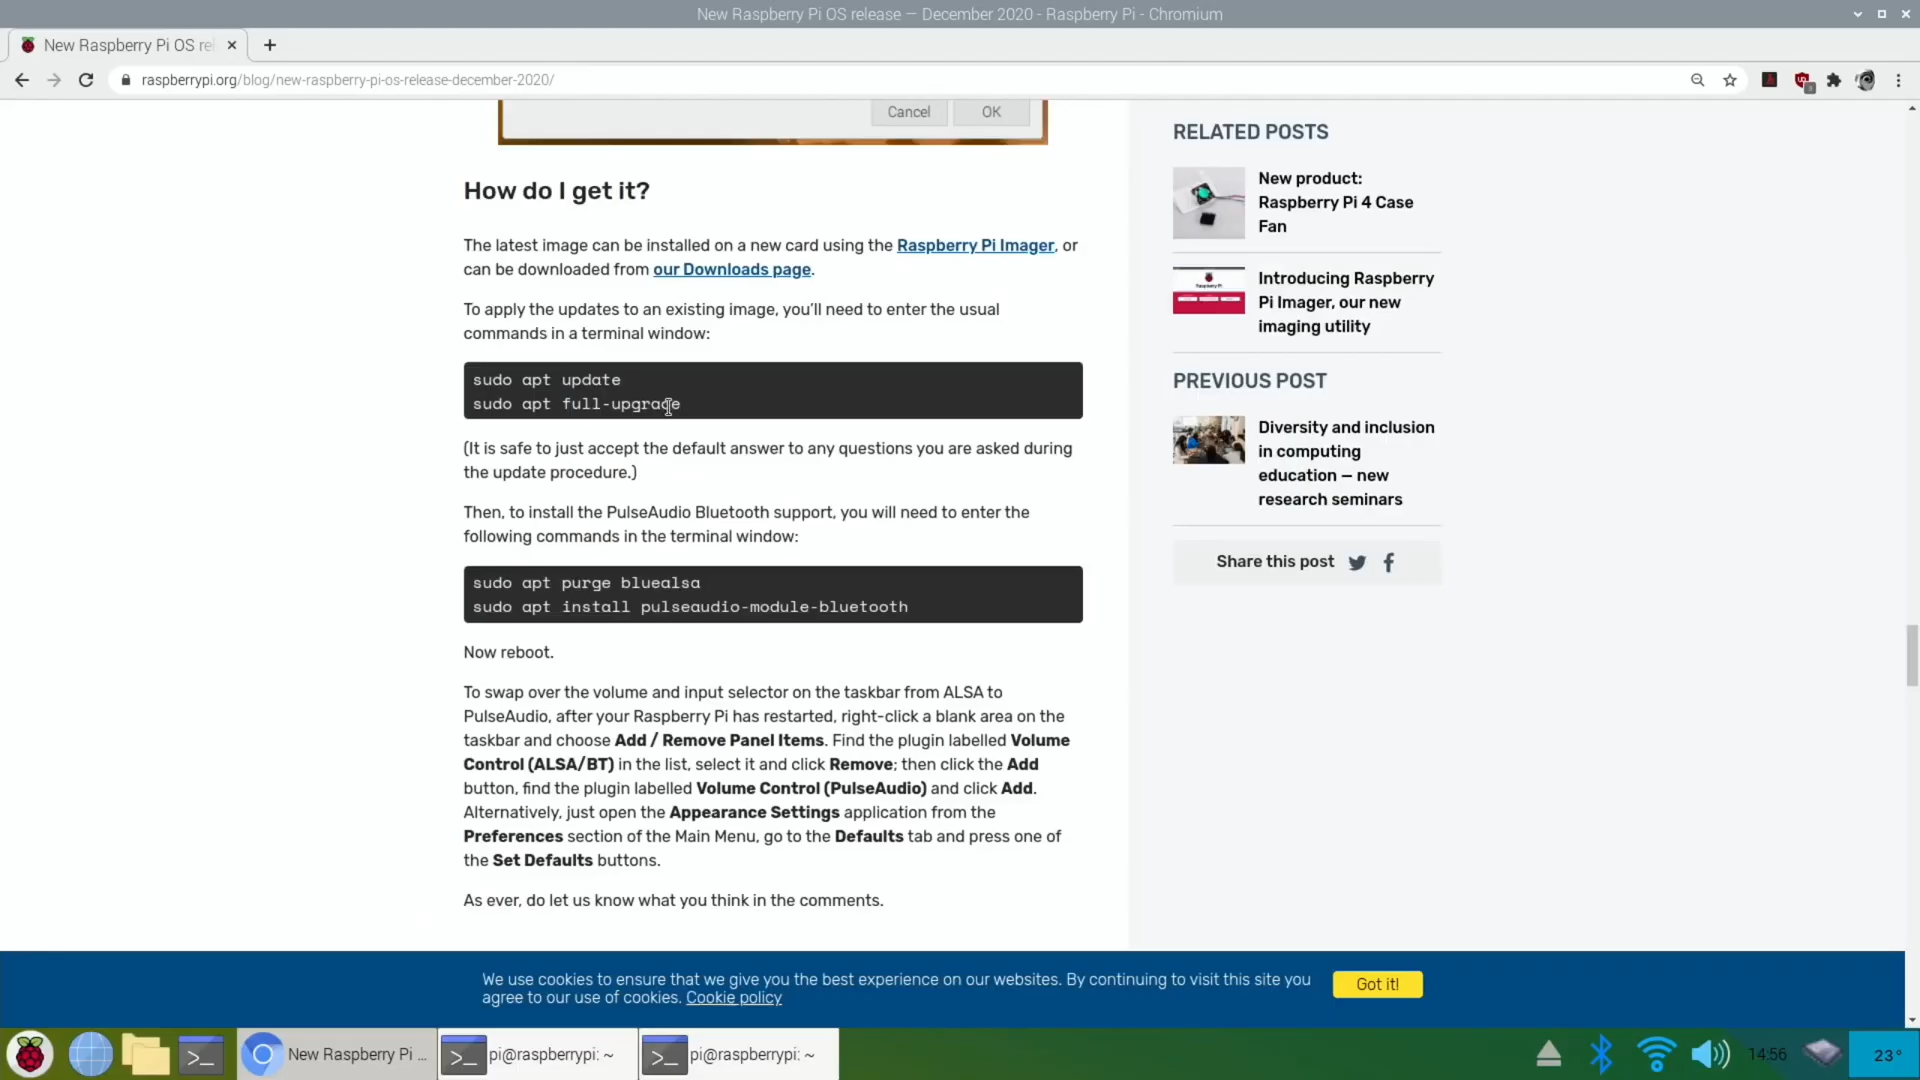 New Raspberry Pi OS release — December 2020 - Raspberry Pi - Chromium
New Raspberry Pi OS rel
raspberrypi.org/blog/new-raspberry-pi-os-release-december-2020/
Cancel
OK
How do I get it?
The latest image can be installed on a new card using the Raspberry Pi Imager, or
can be downloaded from our Downloads page.
To apply the updates to an existing image, you’ll need to enter the usual
commands in a terminal window:
sudo apt update
sudo apt full-upgrade
(It is safe to just accept the default answer to any questions you are asked during
the update procedure.)
Then, to install the PulseAudio Bluetooth support, you will need to enter the
following commands in the terminal window:
sudo apt purge bluealsa
sudo apt install pulseaudio-module-bluetooth
Now reboot.
To swap over the volume and input selector on the taskbar from ALSA to
PulseAudio, after your Raspberry Pi has restarted, right-click a blank area on the
taskbar and choose Add / Remove Panel Items. Find the plugin labelled Volume
Control (ALSA/BT) in the list, select it and click Remove; then click the Add
button, find the plugin labelled Volume Control (PulseAudio) and click Add.
Alternatively, just open the Appearance Settings application from the
Preferences section of the Main Menu, go to the Defaults tab and press one of
the Set Defaults buttons.
As ever, do let us know what you think in the comments.
RELATED POSTS
New product:
Raspberry Pi 4 Case
Fan
Introducing Raspberry
Pi Imager, our new
imaging utility
PREVIOUS POST
Diversity and inclusion
in computing
education — new
research seminars
Share this post
We use cookies to ensure that we give you the best experience on our websites. By continuing to visit this site you
agree to our use of cookies. Cookie policy
Got it!
New Raspberry Pi ...
pi@raspberrypi: ~
pi@raspberrypi: ~
14:56
23°